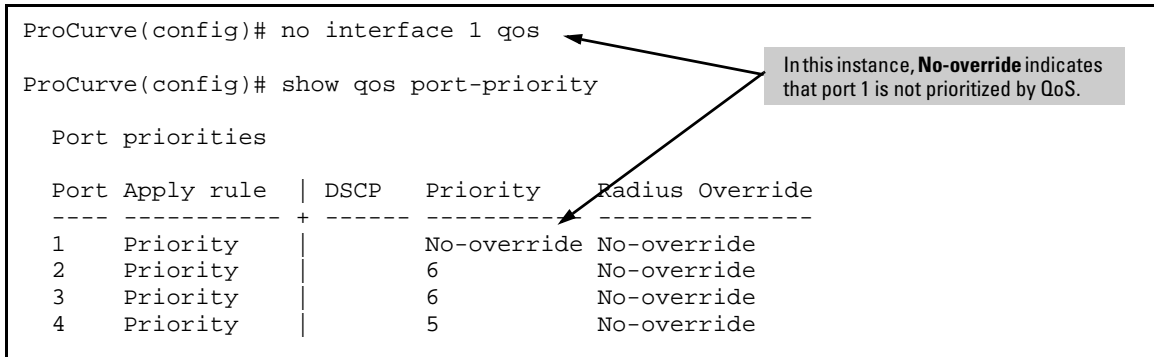 ProCurve(config)# no interface 1 qos
In this instance, No-override indicates
that port 1 is not prioritized by QoS.
ProCurve(config)# show qos port-priority
Port priorities
Port Apply rule | DSCP Priority Radius Override
---- ----------- + ------ ----------- ---------------
1 Priority | No-override No-override
2 Priority | 6 No-override
3 Priority | 6 No-override
4 Priority | 5 No-override